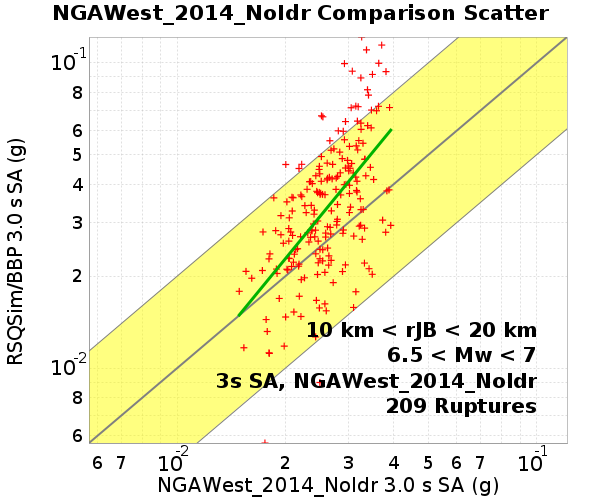 NGAWest_2014_NoIdr Comparison Scatter
RSQSim/BBP 3.0 s SA (g)
10^-1
8
6
5
4
3
2
10^-2
8
6
10 km < rJB < 20 km
6.5 < Mw < 7
3s SA, NGAWest_2014_NoIdr
209 Ruptures
6 7 10^-2 2 3 4 5 6 7 8 10^-1
NGAWest_2014_NoIdr 3.0 s SA (g)